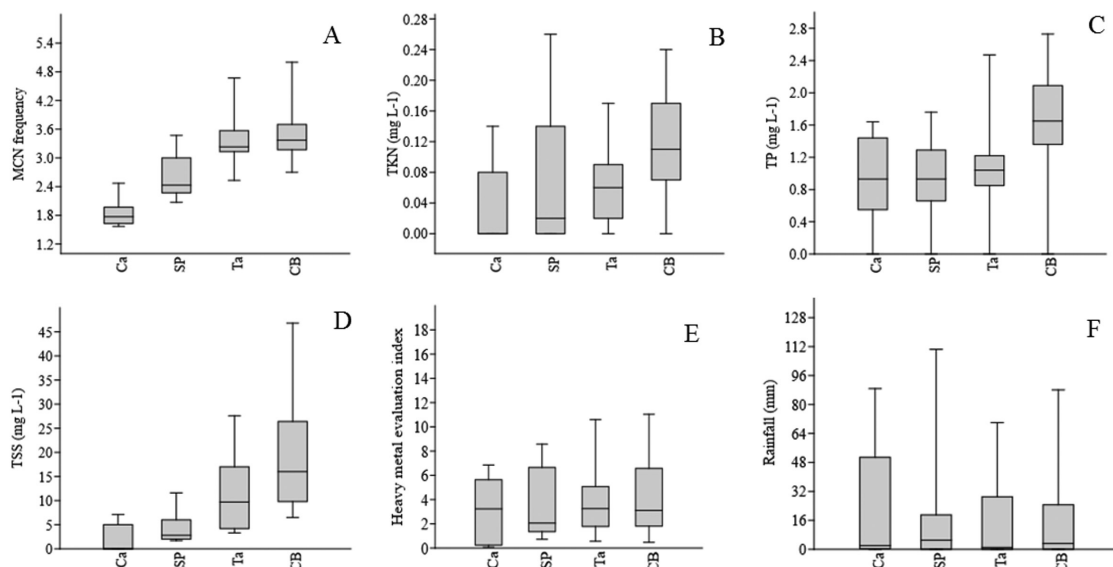 A
MCN frequency
5.4
4.8
4.2
3.6
3.0
2.4
1.8
1.2
Ca
SP
Ta
CB
B
TKN (mg L-1)
0.28
0.24
0.20
0.16
0.12
0.08
0.04
0.00
Ca
SP
Ta
CB
C
TP (mg L-1)
2.8
2.4
2.0
1.6
1.2
0.8
0.4
0.0
Ca
SP
Ta
CB
D
TSS (mg L-1)
45
40
35
30
25
20
15
10
5
0
Ca
SP
Ta
CB
E
Heavy metal evaluation index
18
16
14
12
10
8
6
4
2
0
Ca
SP
Ta
CB
F
Rainfall (mm)
128
112
96
80
64
48
32
16
0
Ca
SP
Ta
CB